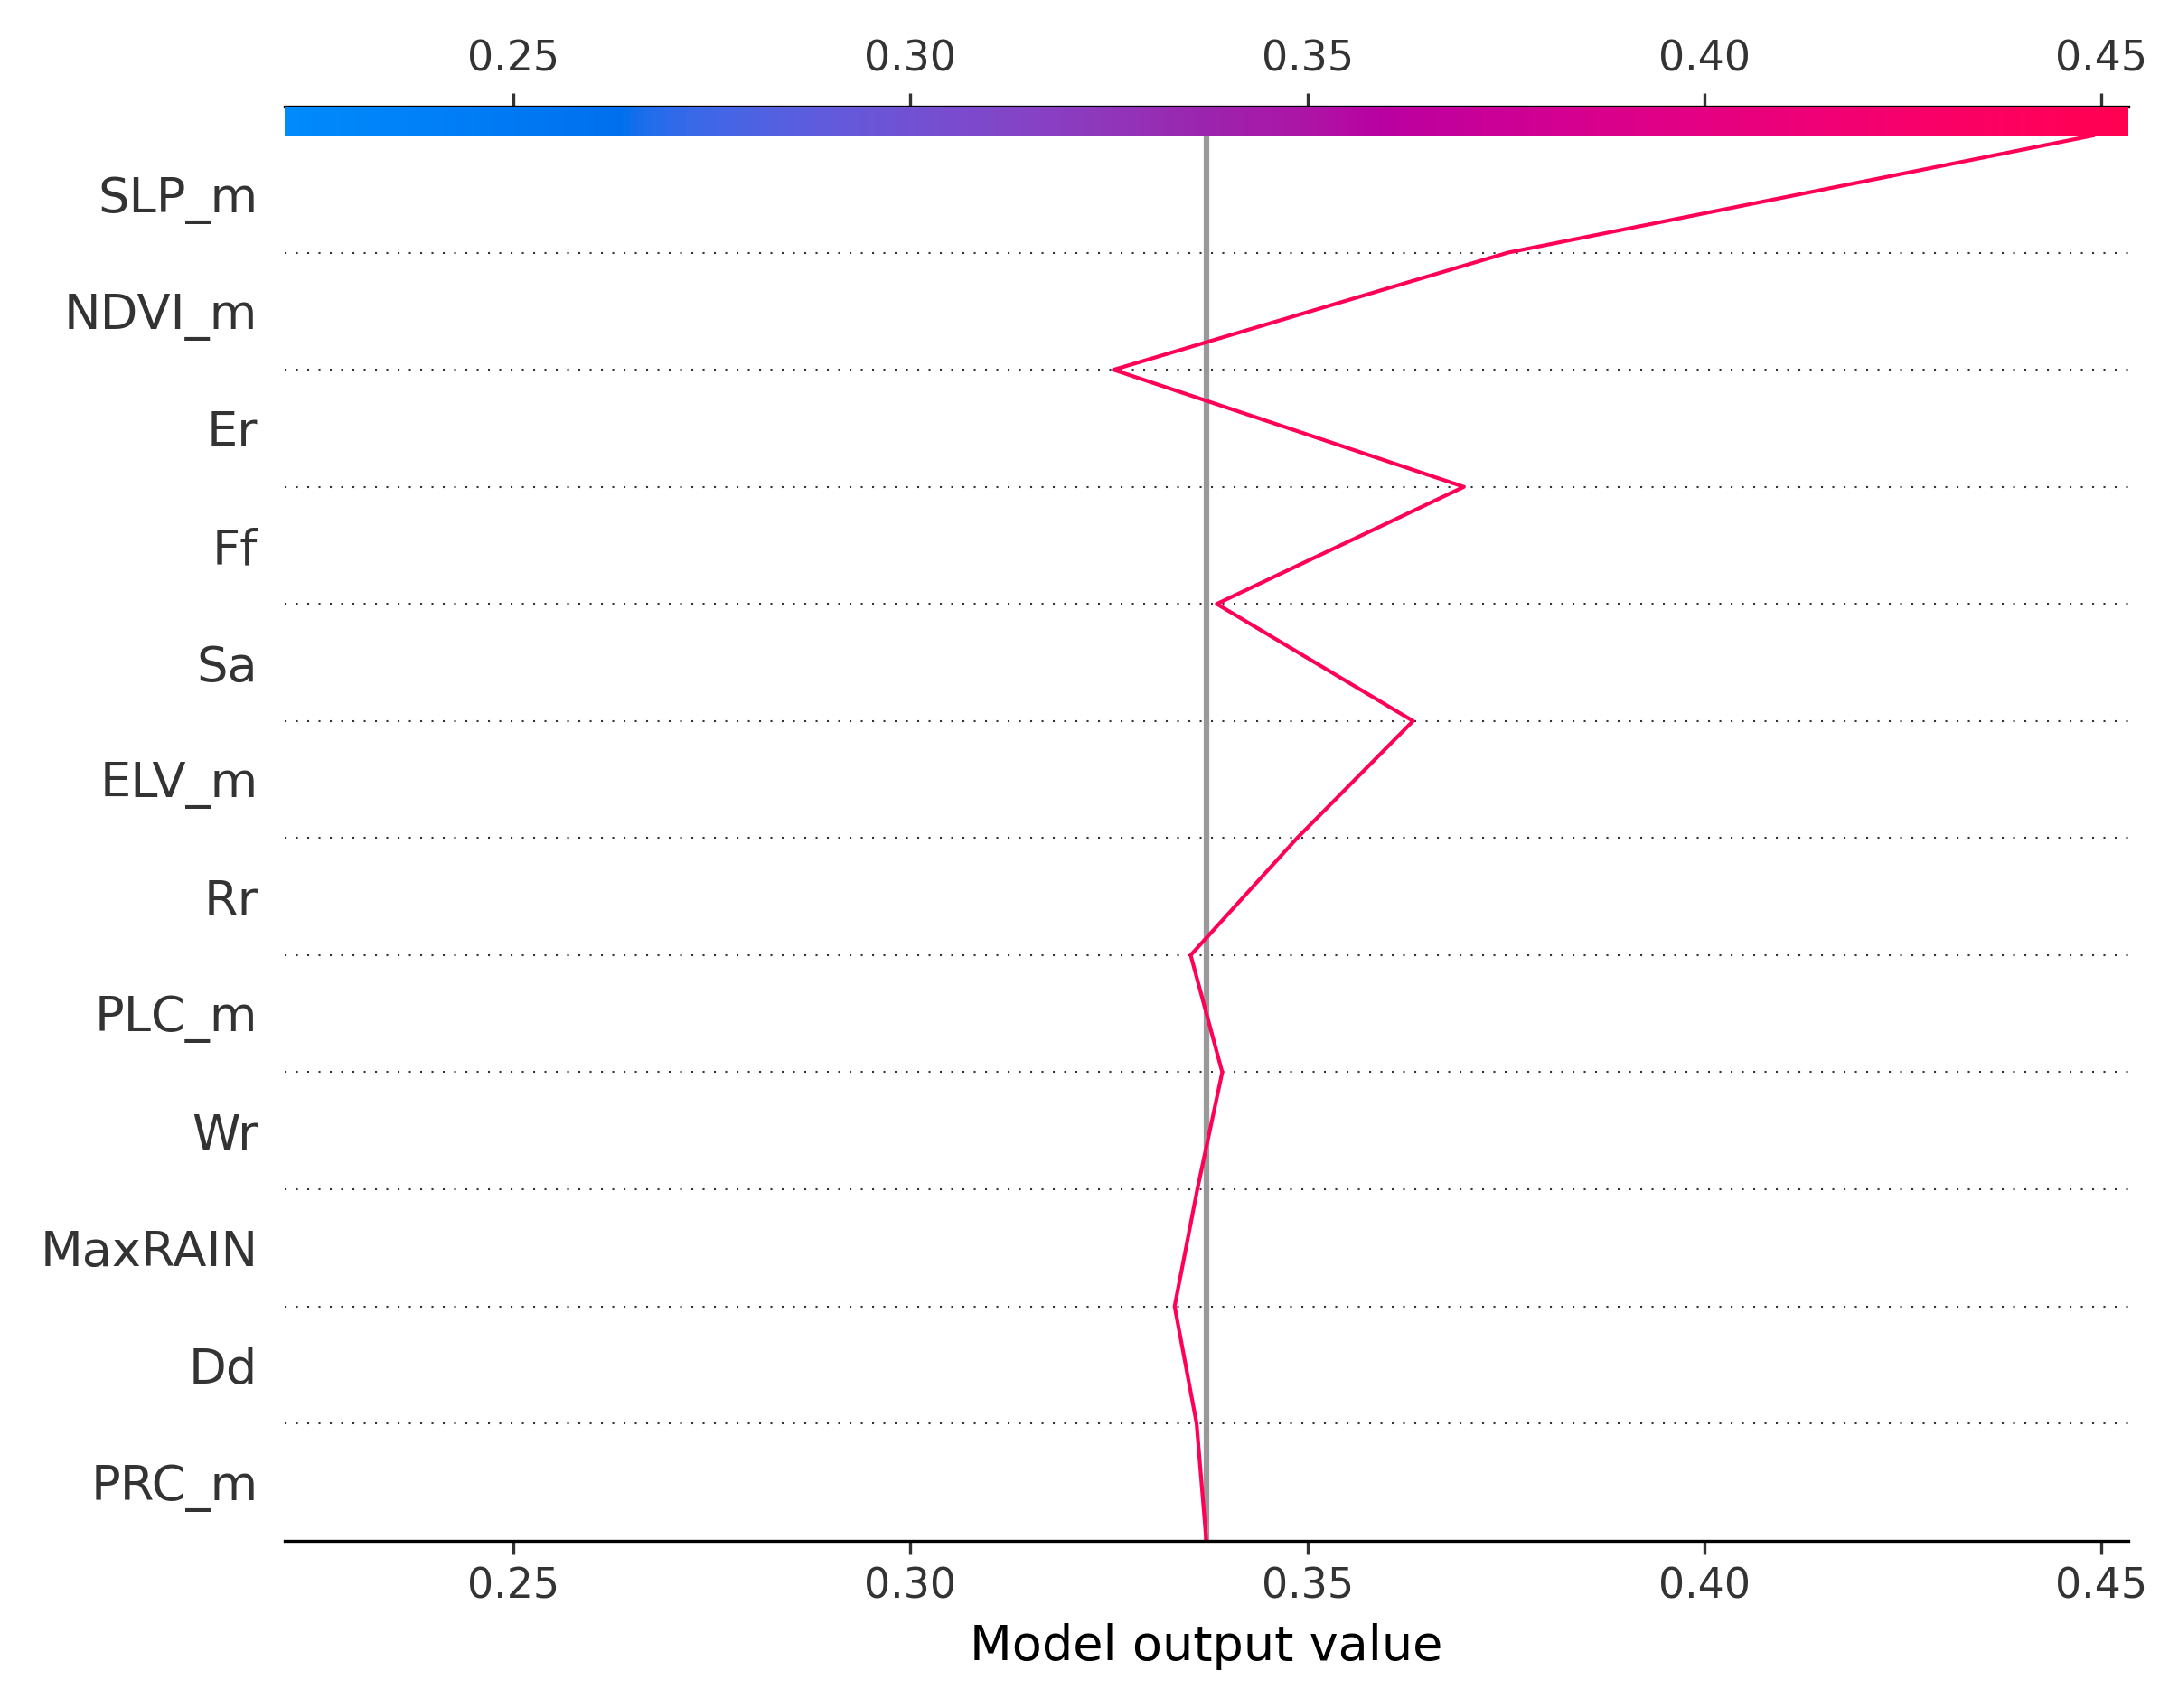 0.25 0.30 0.35 0.40 0.45
SLP_m
NDVI_m
Er
Ff
Sa
ELV_m
Rr
PLC_m
Wr
MaxRAIN
Dd
PRC_m
0.25 0.30 0.35 0.40 0.45
Model output value